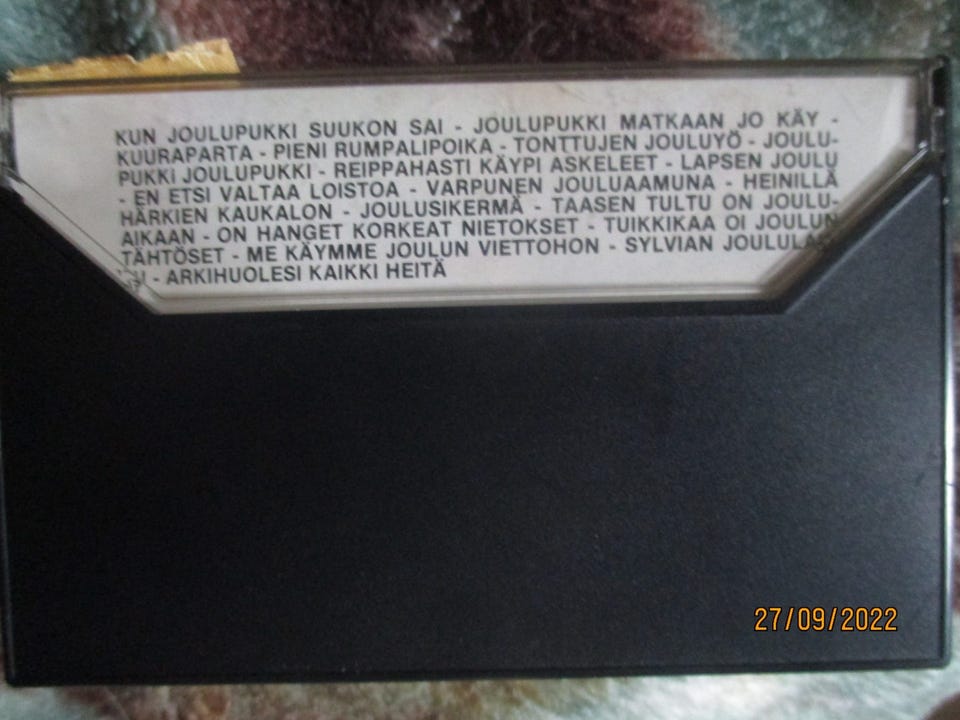 KUN JOULUPUKKI SUUKON SAI - JOULUPUKKI MATKAAN JO KÄY -
KUURAPARTA - PIENI RUMPALIPOIKA - TONTTUJEN JOULUYÖ - JOULU-
PUKKI JOULUPUKKI - REIPPAHASTI KÄYPI ASKELEET - LAPSEN JOULU
- EN ETSI VALTAA LOISTOA - VARPUNEN JOULUAAMUNA - HEINILLÄ
HÄRKIEN KAUKALON - JOULUSIKERMÄ - TAASEN TULTU ON JOULU-
AIKAAN - ON HANGET KORKEAT NIETOKSET - TUIKKIKAA OI JOULUN
TÄHTÖSET - ME KÄYMME JOULUN VIETTOHON - SYLVIAN
- ARKIHUOLESI KAIKKI HEITÄ
27/09/2022